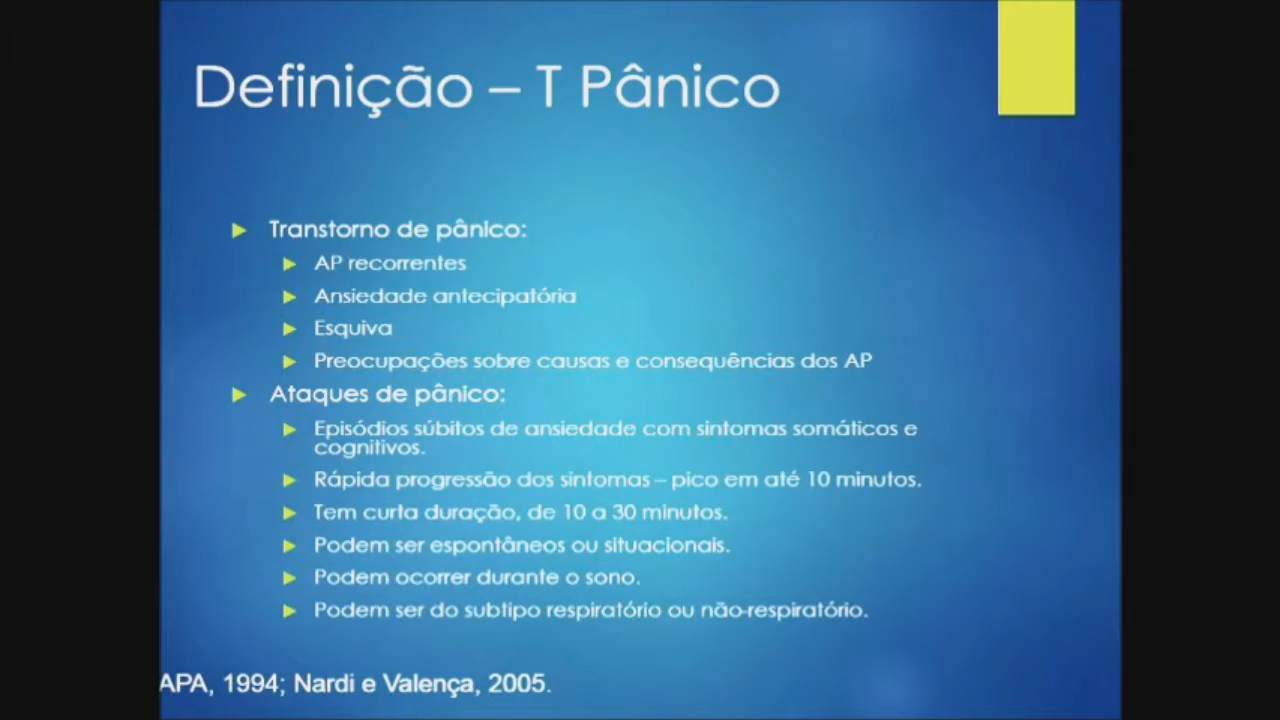 Definição – T Pânico
Transtorno de pânico:
AP recorrentes
Ansiedade antecipatória
Esquiva
Preocupações sobre causas e consequências dos AP
Ataques de pânico:
Episódios súbitos de ansiedade com sintomas somáticos e
cognitivos.
Rápida progressão dos sintomas – pico em até 10 minutos.
Tem curta duração, de 10 a 30 minutos.
Podem ser espontâneos ou situacionais.
Podem ocorrer durante o sono.
Podem ser do subtipo respiratório ou não-respiratório.
APA, 1994; Nardi e Valença, 2005.